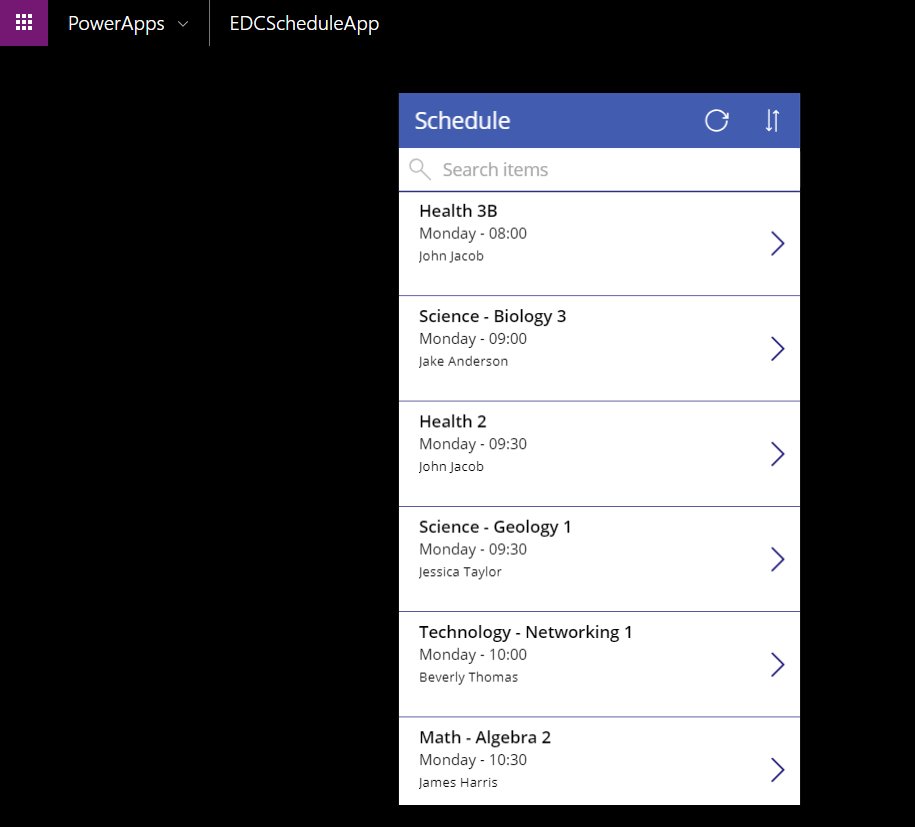 PowerApps EDCScheduleApp
Schedule
Search items
Health 3B
Monday - 08:00
John Jacob
Science - Biology 3
Monday - 09:00
Jake Anderson
Health 2
Monday - 09:30
John Jacob
Science - Geology 1
Monday - 09:30
Jessica Taylor
Technology - Networking 1
Monday - 10:00
Beverly Thomas
Math - Algebra 2
Monday - 10:30
James Harris